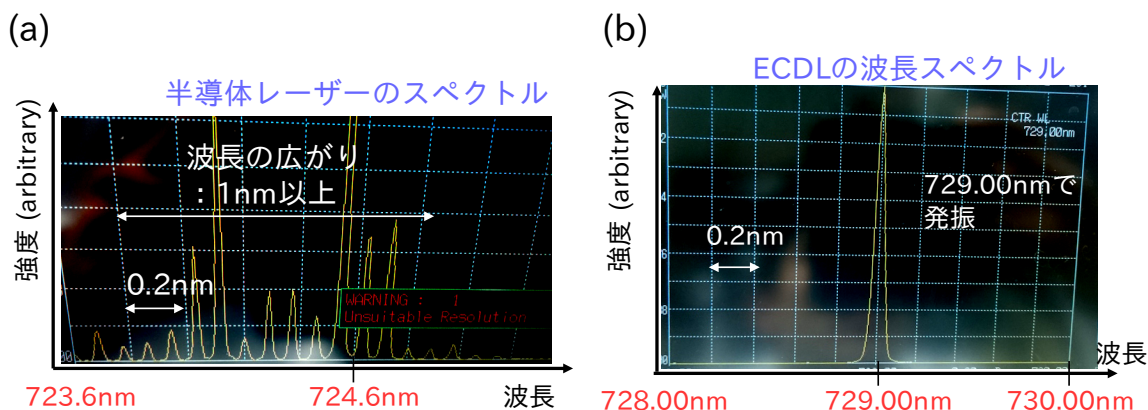 (a)
半導体レーザーのスペクトル
強度 (arbitrary)
波長の広がり
：1nm以上
0.2nm
WARNING : 1
Unsuitable Resolution
723.6nm
724.6nm
波長
(b)
ECDLの波長スペクトル
強度 (arbitrary)
CTR WL
729.00nm
729.00nmで
発振
0.2nm
波長
728.00nm
729.00nm
730.00nm